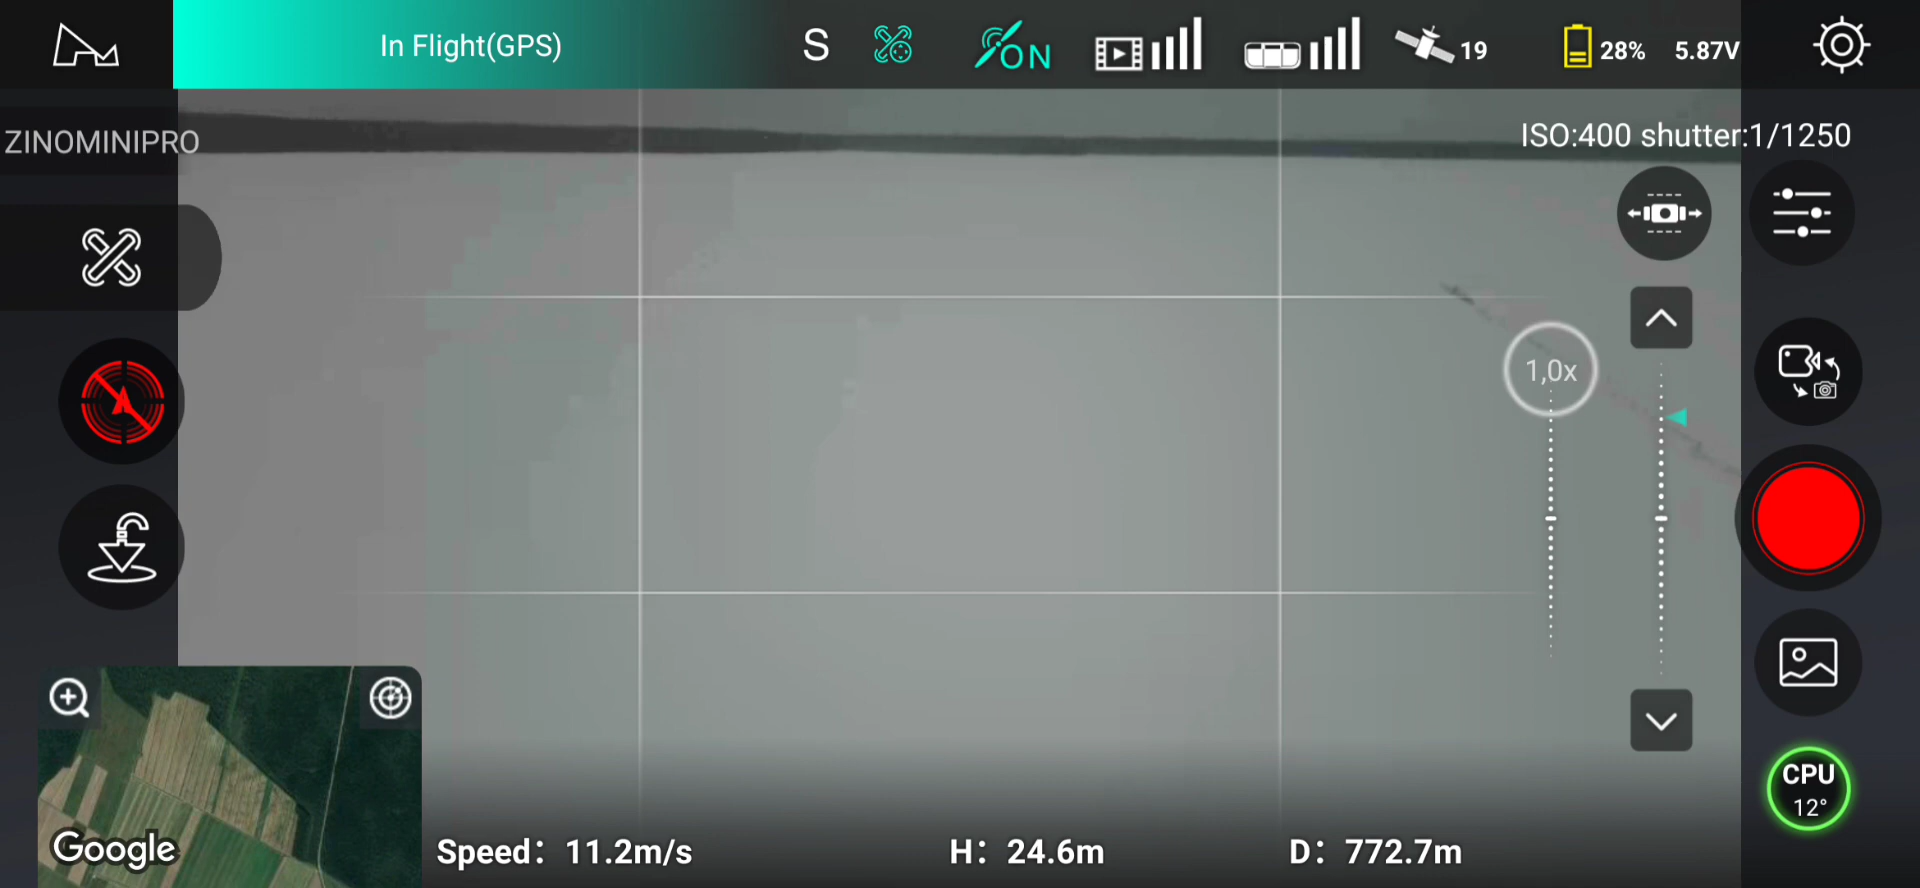 In Flight(GPS)
S
ON
19
28%
5.87V
ZINOMINIPRO
ISO:400 shutter:1/1250
1,0x
CPU
12°
Google
Speed: 11.2m/s
H: 24.6m
D: 772.7m